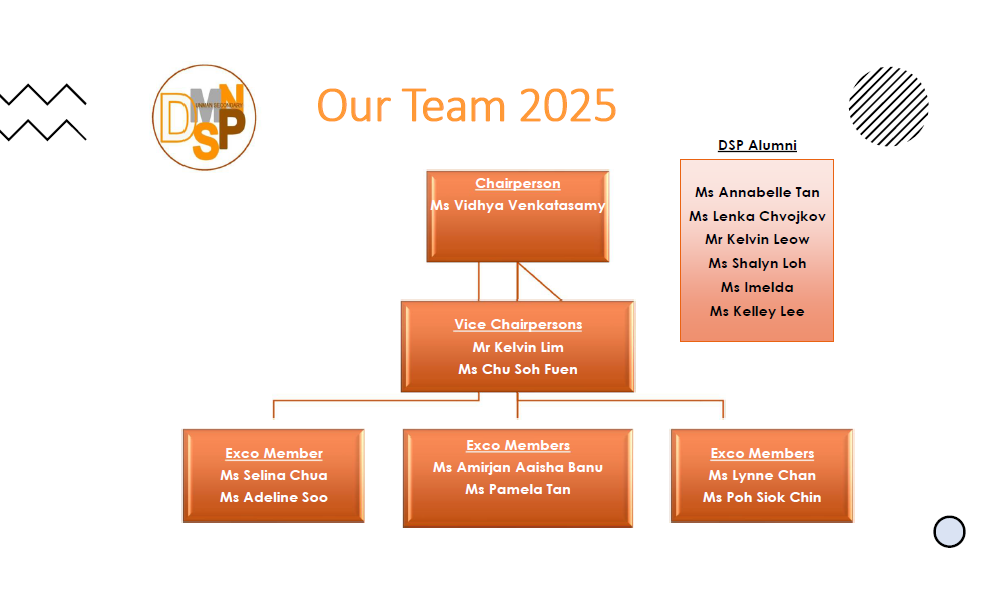 DMN
DUNMAN SECONDARY
SP
Our Team 2025
DSP Alumni
Ms Annabelle Tan
Ms Lenka Chvojkov
Mr Kelvin Leow
Ms Shalyn Loh
Ms Imelda
Ms Kelley Lee
Chairperson
Ms Vidhya Venkatasamy
Vice Chairpersons
Mr Kelvin Lim
Ms Chu Soh Fuen
Exco Member
Ms Selina Chua
Ms Adeline Soo
Exco Members
Ms Amirjan Aaisha Banu
Ms Pamela Tan
Exco Members
Ms Lynne Chan
Ms Poh Siok Chin